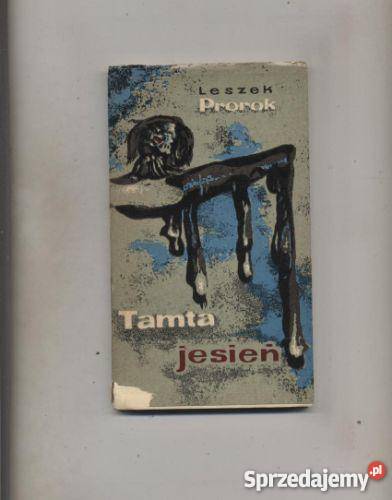 Leszek
Prorok
Tamta
jesień
Sprzedajemy.pl